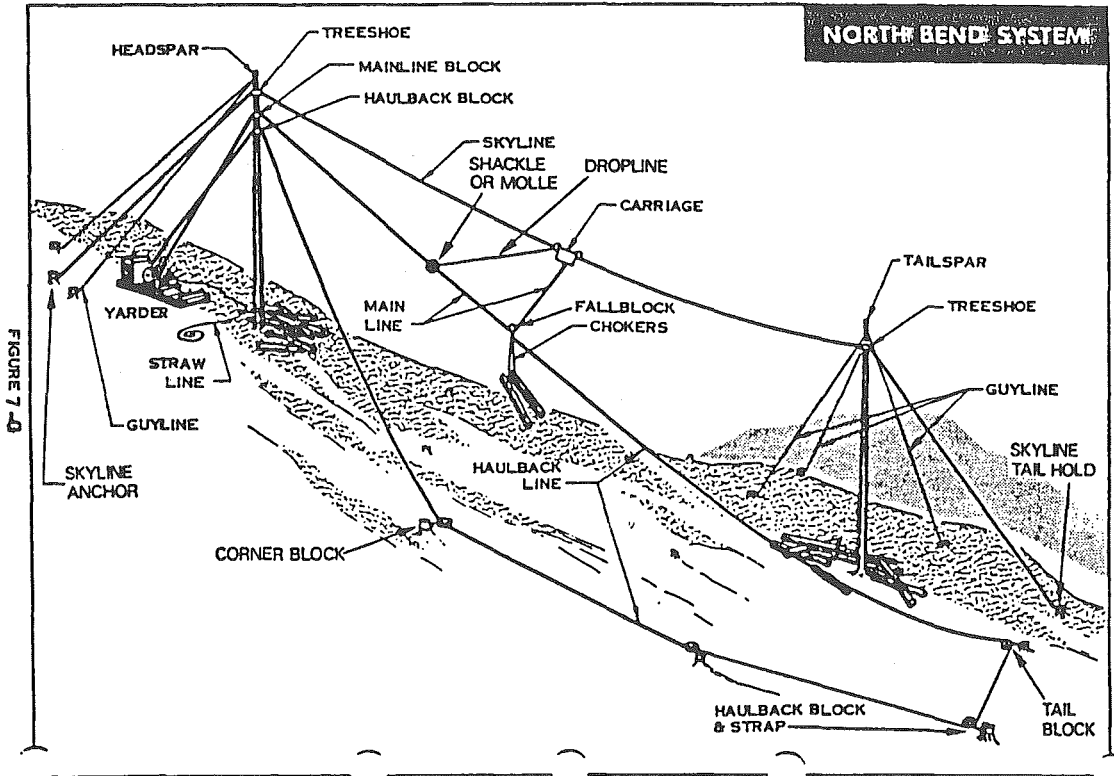 NORTH BEND SYSTEM
HEADSPAR
TREESHOE
MAINLINE BLOCK
HAULBACK BLOCK
SKYLINE
SHACKLE
OR MOLLE
DROPLINE
CARRIAGE
TAILSPAR
TREESHOE
YARDER
MAIN
LINE
FALLBLOCK
CHOKERS
STRAW
LINE
GUYLINE
GUYLINE
SKYLINE
ANCHOR
HAULBACK
LINE
SKYLINE
TAIL HOLD
CORNER BLOCK
HAULBACK BLOCK
& STRAP
TAIL
BLOCK